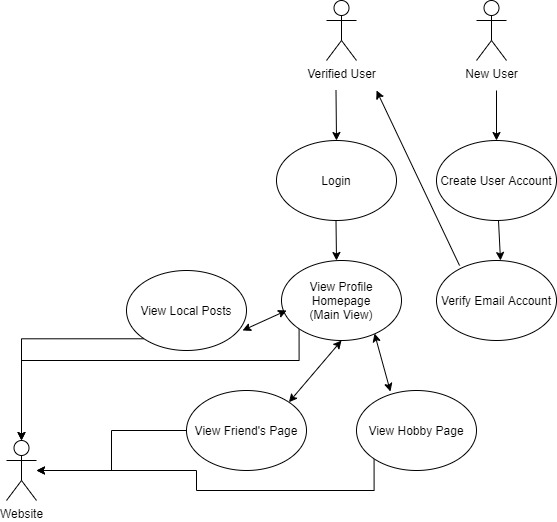 Verified User
New User
Login
Create User Account
View Profile
Homepage
(Main View)
View Local Posts
Verify Email Account
View Friend's Page
View Hobby Page
Website